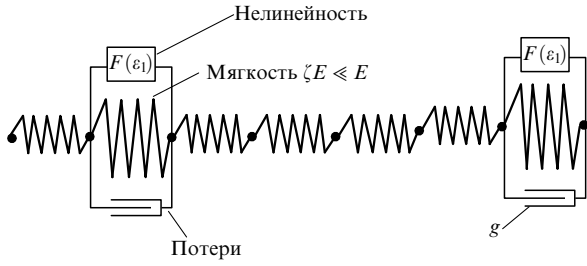 Нелинейность
F(ε₁)
F(ε₁)
Мягкость ζE ≪ E
Потери
g